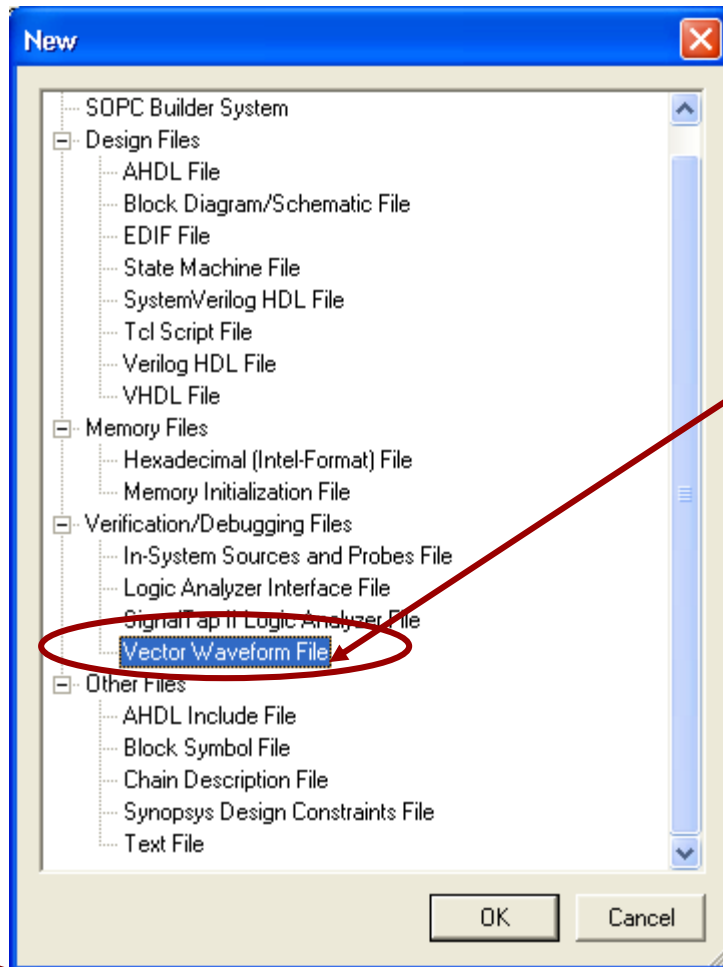 New
SOPC Builder System
Design Files
AHDL File
Block Diagram/Schematic File
EDIF File
State Machine File
SystemVerilog HDL File
Tcl Script File
Verilog HDL File
VHDL File
Memory Files
Hexadecimal (Intel-Format) File
Memory Initialization File
Verification/Debugging Files
In-System Sources and Probes File
Logic Analyzer Interface File
SignalTap II Logic Analyzer File
Vector Waveform File
Other Files
AHDL Include File
Block Symbol File
Chain Description File
Synopsys Design Constraints File
Text File
OK Cancel